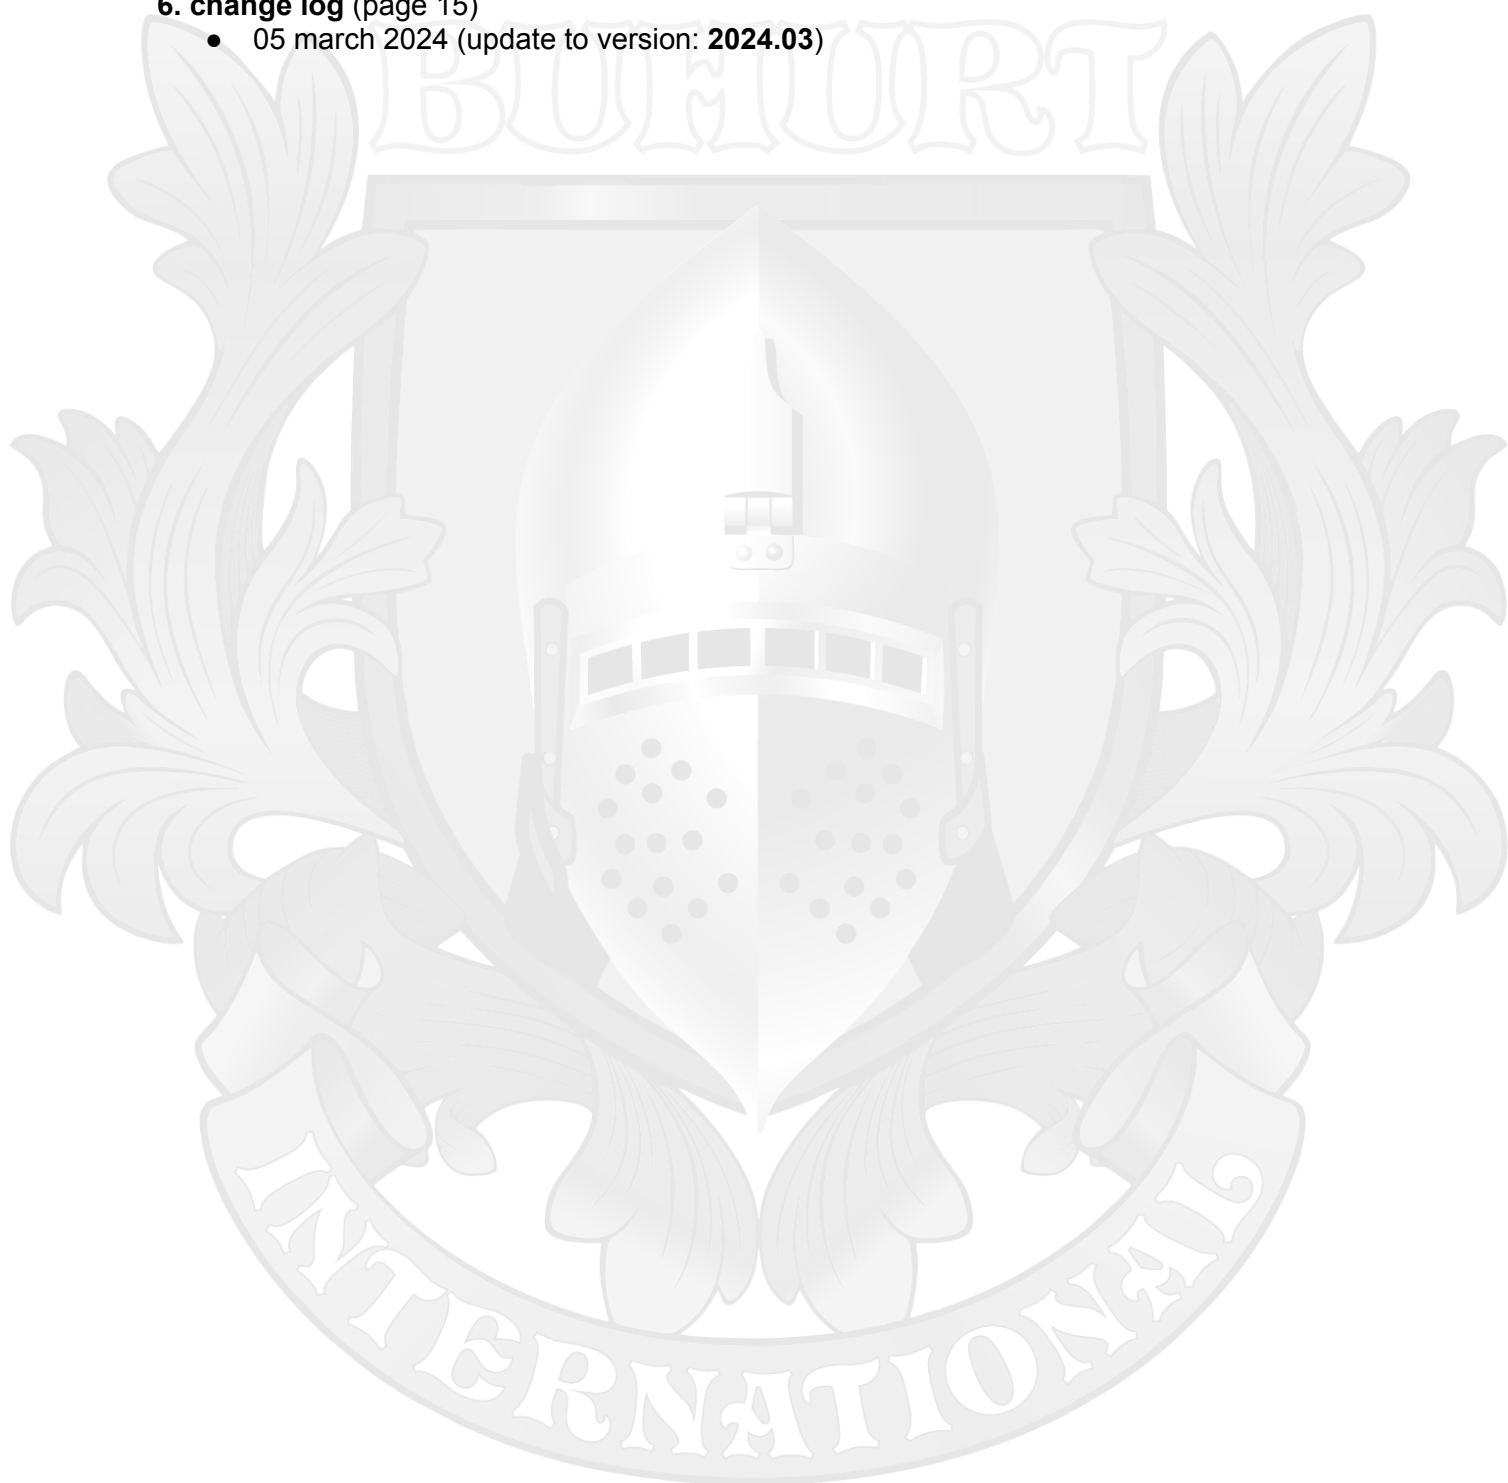 6. change log (page 15)
● 05 march 2024 (update to version: 2024.03)
BUHURT
INTERNATIONAL